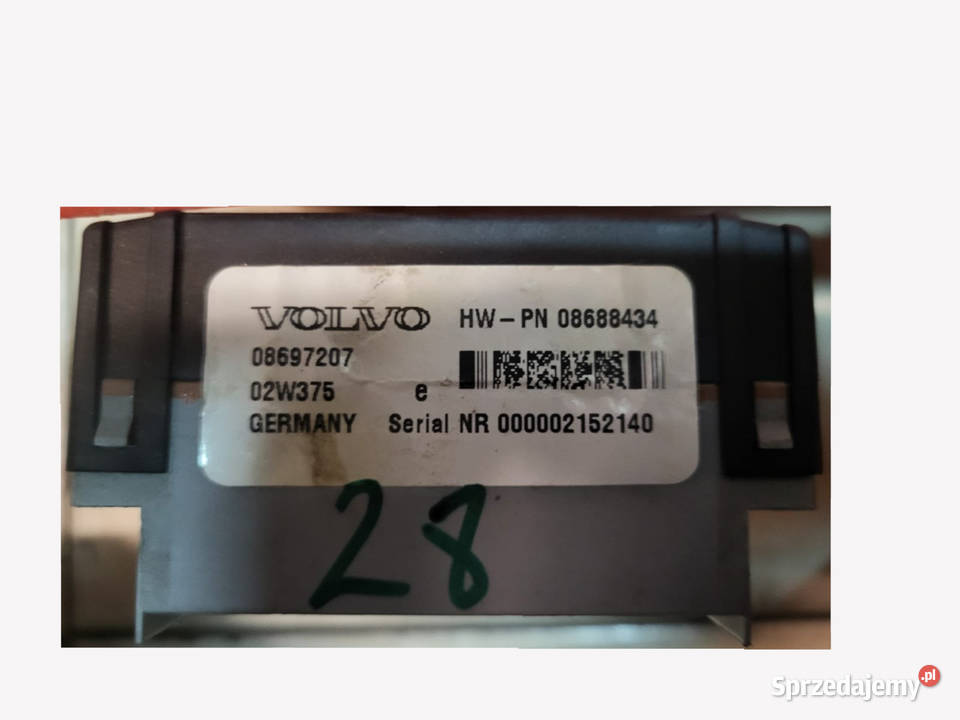 VOLVO HW-PN 08688434
08697207
02W375 e
GERMANY Serial NR 000002152140
28
Sprzedajemy.pl